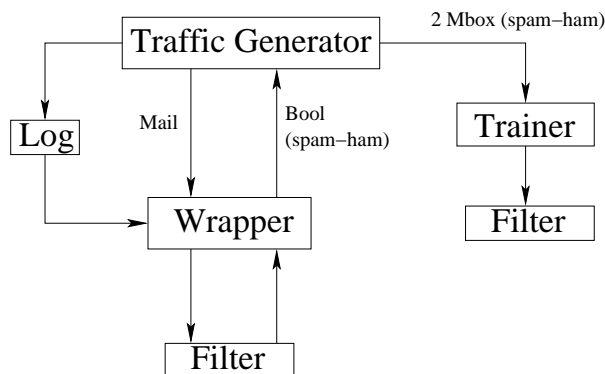 2 Mbox (spam−ham)
Traffic Generator
Mail
Bool
(spam−ham)
Log
Trainer
Wrapper
Filter
Filter